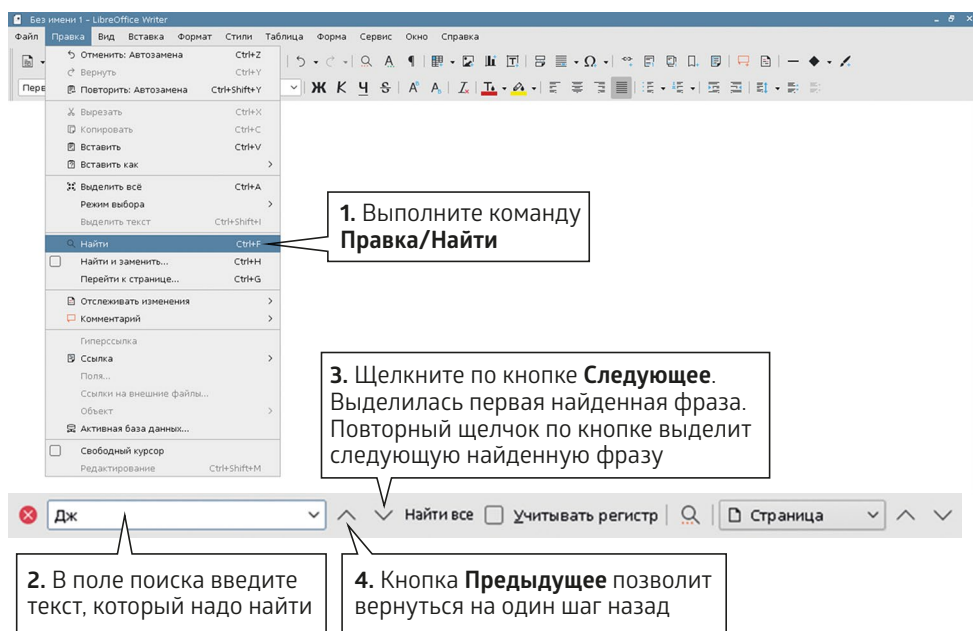 Без имени 1 – LibreOffice Writer
Файл Правка Вид Вставка Формат Стили Таблица Форма Сервис Окно Справка
Отменить: Автозамена Ctrl+Z
Вернуть Ctrl+Y
Повторить: Автозамена Ctrl+Shift+Y
Перв
Ж К Ч S
Вырезать Ctrl+X
Копировать Ctrl+C
Вставить Ctrl+V
Вставить как
Выделить всё Ctrl+A
Режим выбора
Выделить текст Ctrl+Shift+I
Найти Ctrl+F
Найти и заменить... Ctrl+H
Перейти к странице... Ctrl+G
Отслеживать изменения
Комментарий
Гиперссылка
Ссылка
Поля...
Ссылки на внешние файлы...
Объект
Активная база данных...
Свободный курсор
Редактирование Ctrl+Shift+M
1. Выполните команду
Правка/Найти
3. Щелкните по кнопке Следующее.
Выделилась первая найденная фраза.
Повторный щелчок по кнопке выделит
следующую найденную фразу
Дж Найти все Учитывать регистр Страница
2. В поле поиска введите
текст, который надо найти
4. Кнопка Предыдущее позволит
вернуться на один шаг назад